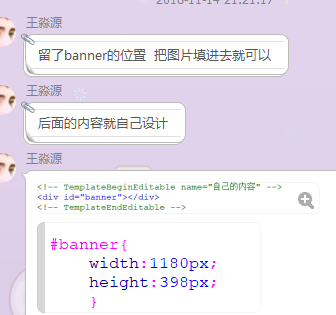 2018-11-14 21:21:17
王淼源
留了banner的位置  把图片填进去就可以
王淼源
后面的内容就自己设计
王淼源
<!-- TemplateBeginEditable name="自己的内容" -->
<div id="banner"></div>
<!-- TemplateEndEditable -->
#banner{
    width:1180px;
    height:398px;
    }